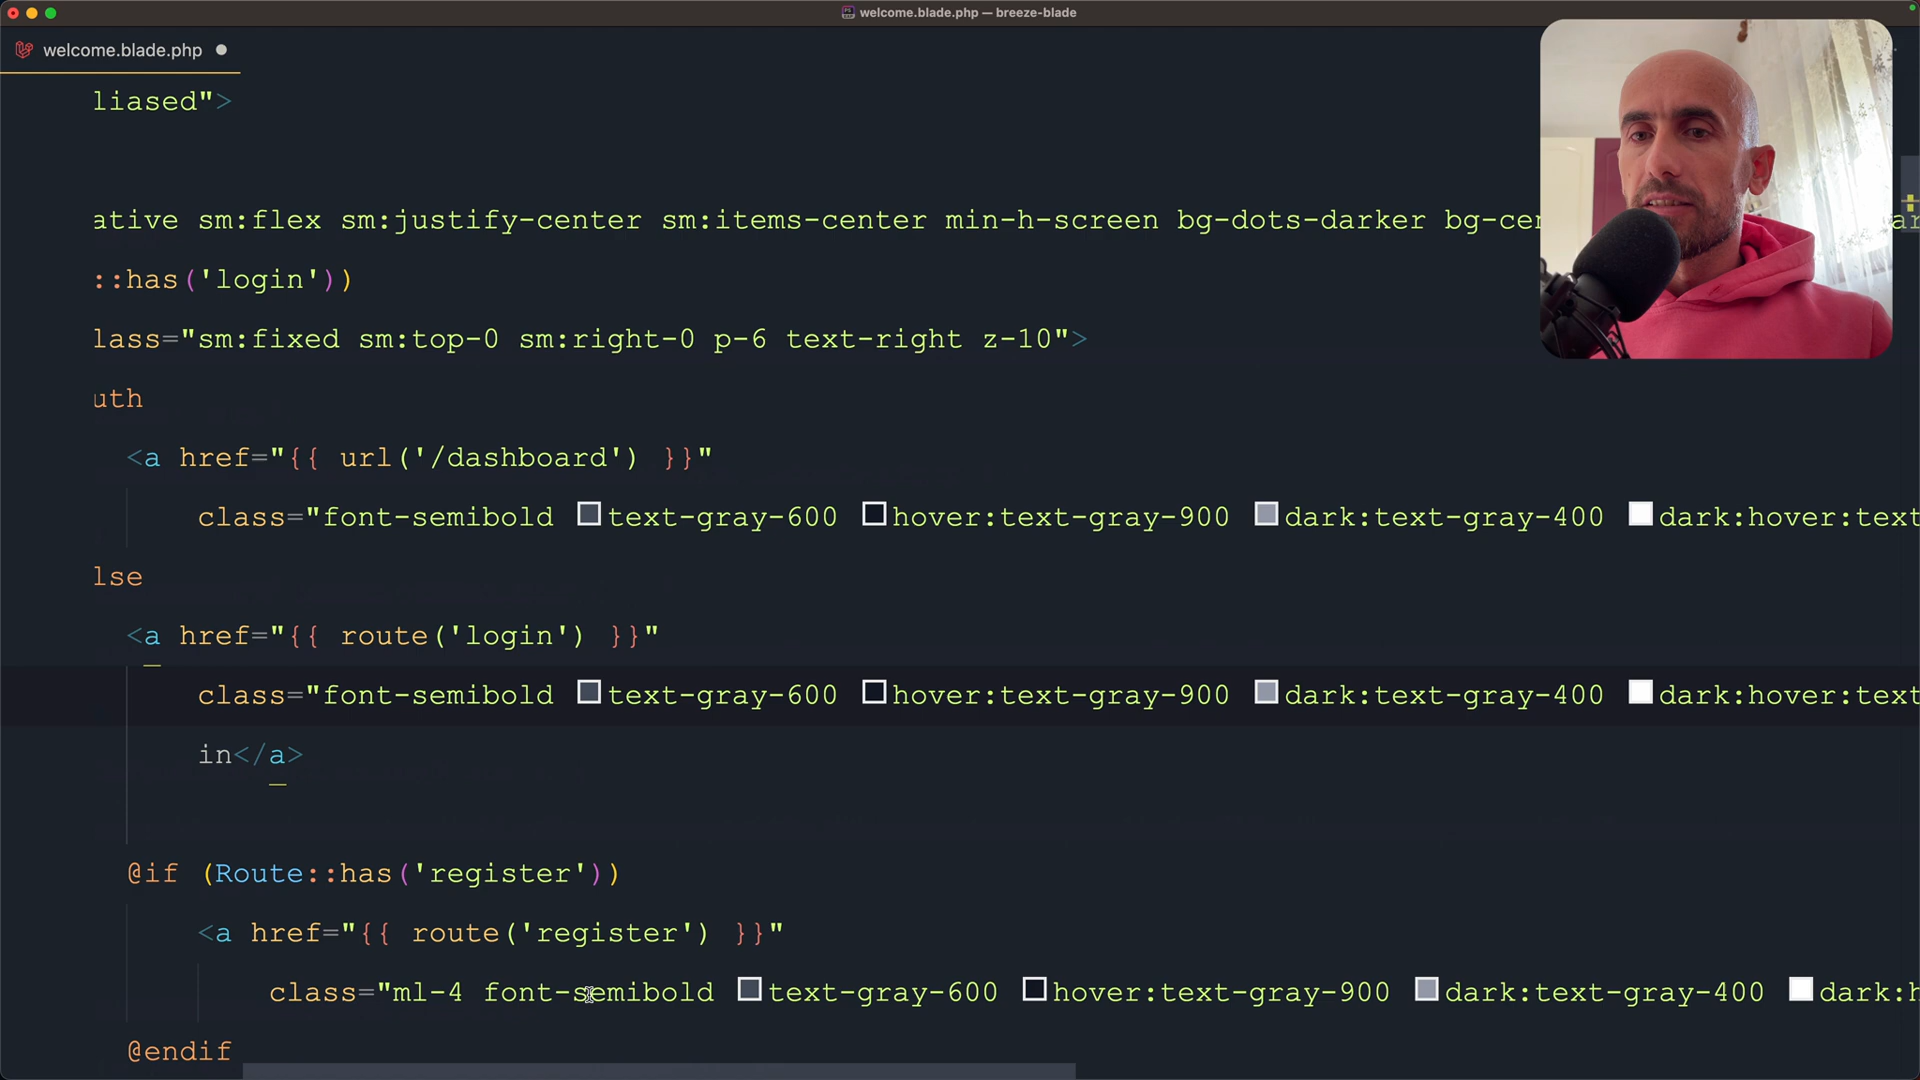 welcome.blade.php — breeze-blade
welcome.blade.php
liased">
ative sm:flex sm:justify-center sm:items-center min-h-screen bg-dots-darker bg-cen
::has('login'))
lass="sm:fixed sm:top-0 sm:right-0 p-6 text-right z-10">
uth
<a href="{{ url('/dashboard') }}"
class="font-semibold text-gray-600 hover:text-gray-900 dark:text-gray-400 dark:hover:text
lse
<a href="{{ route('login') }}"
class="font-semibold text-gray-600 hover:text-gray-900 dark:text-gray-400 dark:hover:text
in</a>
@if (Route::has('register'))
<a href="{{ route('register') }}"
class="ml-4 font-semibold text-gray-600 hover:text-gray-900 dark:text-gray-400 dark:h
@endif